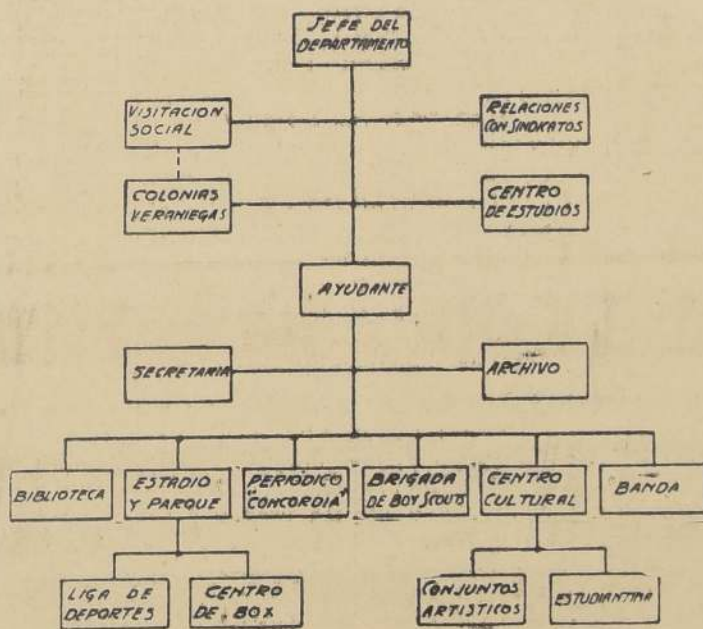 JEFE DEL
DEPARTAMENTO
VISITACION
SOCIAL
RELACIONES
CON SINDICATOS
COLONIAS
VERANIEGAS
CENTRO
DE ESTUDIOS
AYUDANTE
SECRETARIA
ARCHIVO
BIBLIOTECA
ESTADIO
Y PARQUE
PERIÓDICO
"CONCORDIA"
BRIGADA
DE BOY SCOUTS
CENTRO
CULTURAL
BANDA
LIGA DE
DEPORTES
CENTRO
DE BOX
CONJUNTOS
ARTISTICOS
ESTUDIANTINA